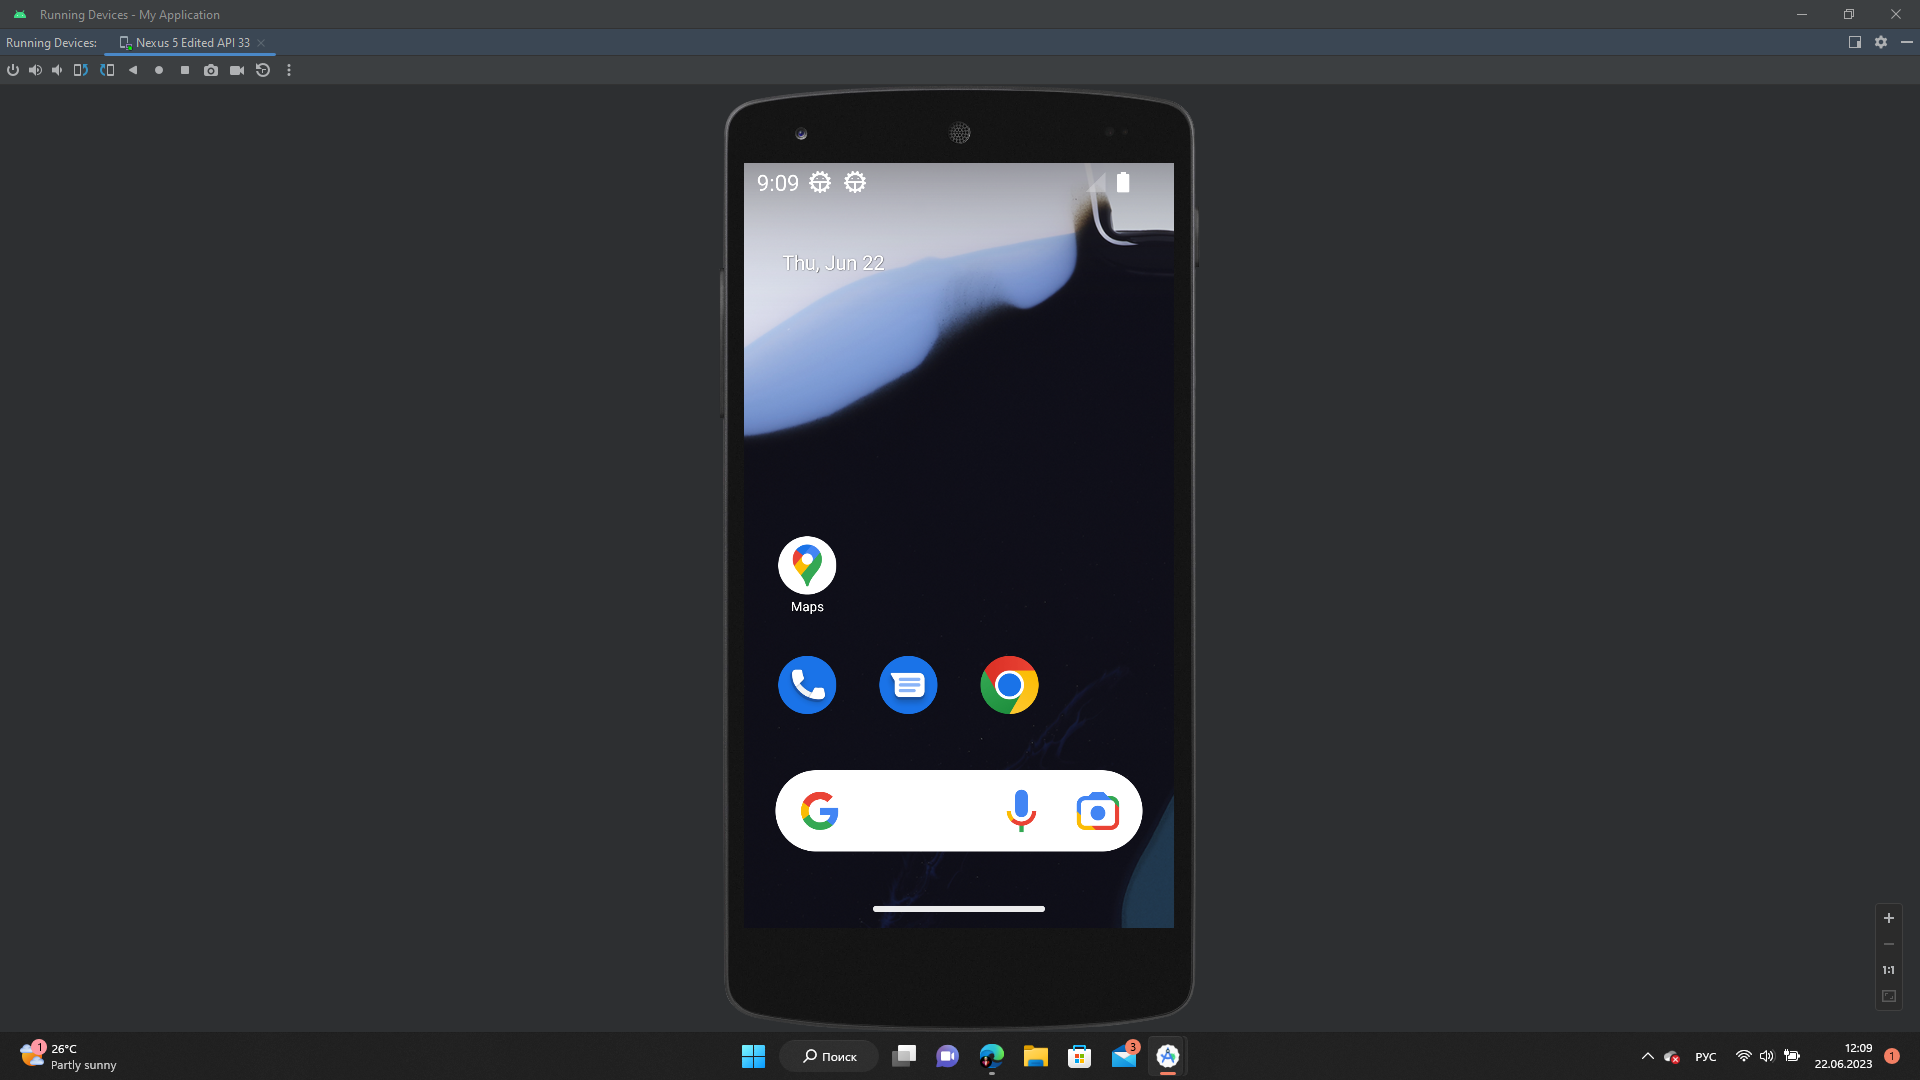 Running Devices - My Application
Running Devices: Nexus 5 Edited API 33
9:09
Thu, Jun 22
Maps
1:1
1 26°C
Partly sunny
Поиск
3
РУС
12:09
22.06.2023
1